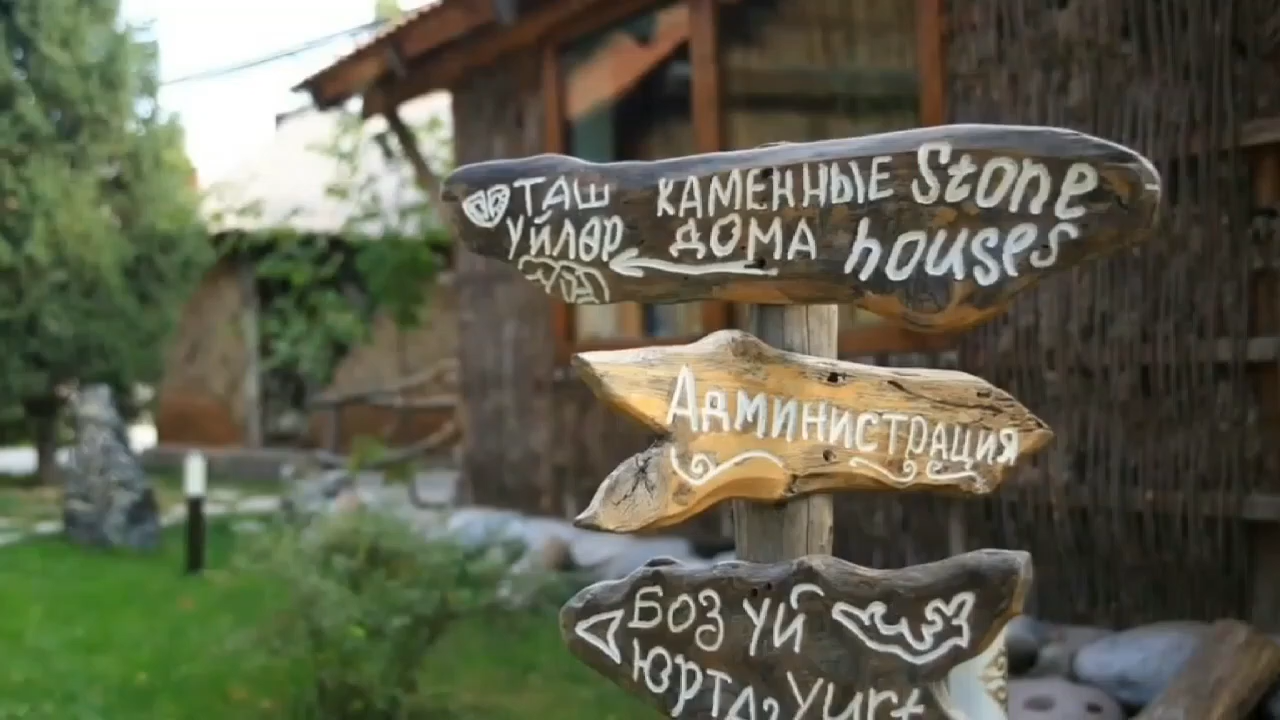 ТАШ КАМЕННЫЕ Stone
үйлөр ДОМА houses
Администрация
БОЗ үй
ЮРТА Yurt